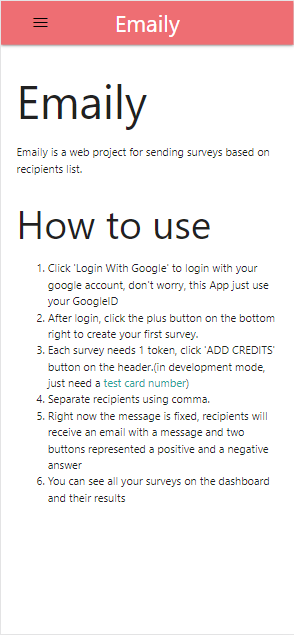 Emaily
Emaily
Emaily is a web project for sending surveys based on
recipients list.
How to use
1. Click 'Login With Google' to login with your
google account, don't worry, this App just use
your GoogleID
2. After login, click the plus button on the bottom
right to create your first survey.
3. Each survey needs 1 token, click 'ADD CREDITS'
button on the header.(in development mode,
just need a test card number)
4. Separate recipients using comma.
5. Right now the message is fixed, recipients will
receive an email with a message and two
buttons represented a positive and a negative
answer
6. You can see all your surveys on the dashboard
and their results